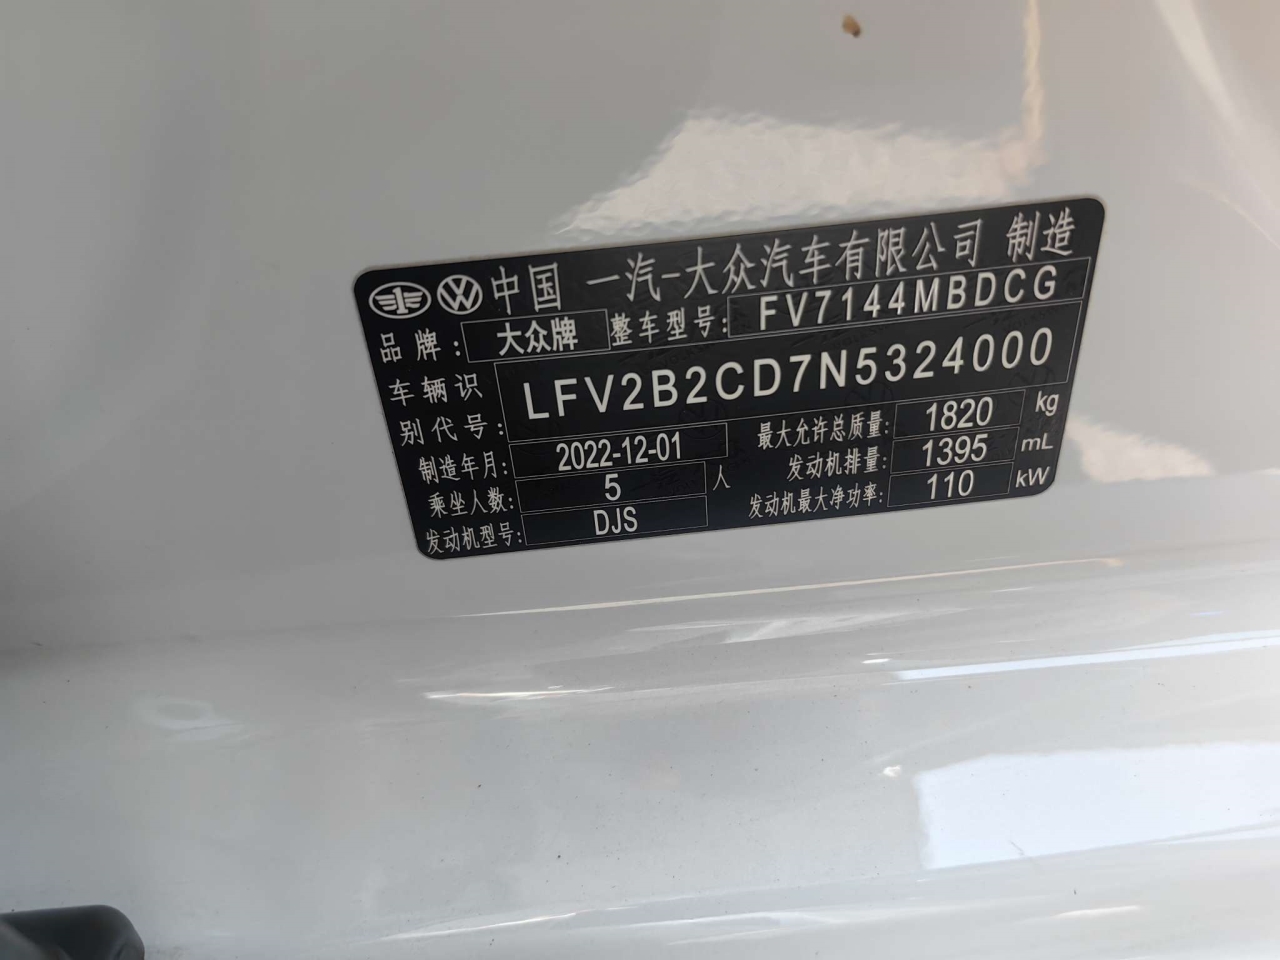 中国 一汽-大众汽车有限公司 制造
品牌: 大众牌 整车型号: FV7144MBDCG
车辆识别代号: LFV2B2CD7N5324000
制造年月: 2022-12-01 最大允许总质量: 1820 kg
乘坐人数: 5 人 发动机排量: 1395 mL
发动机型号: DJS 发动机最大净功率: 110 kW